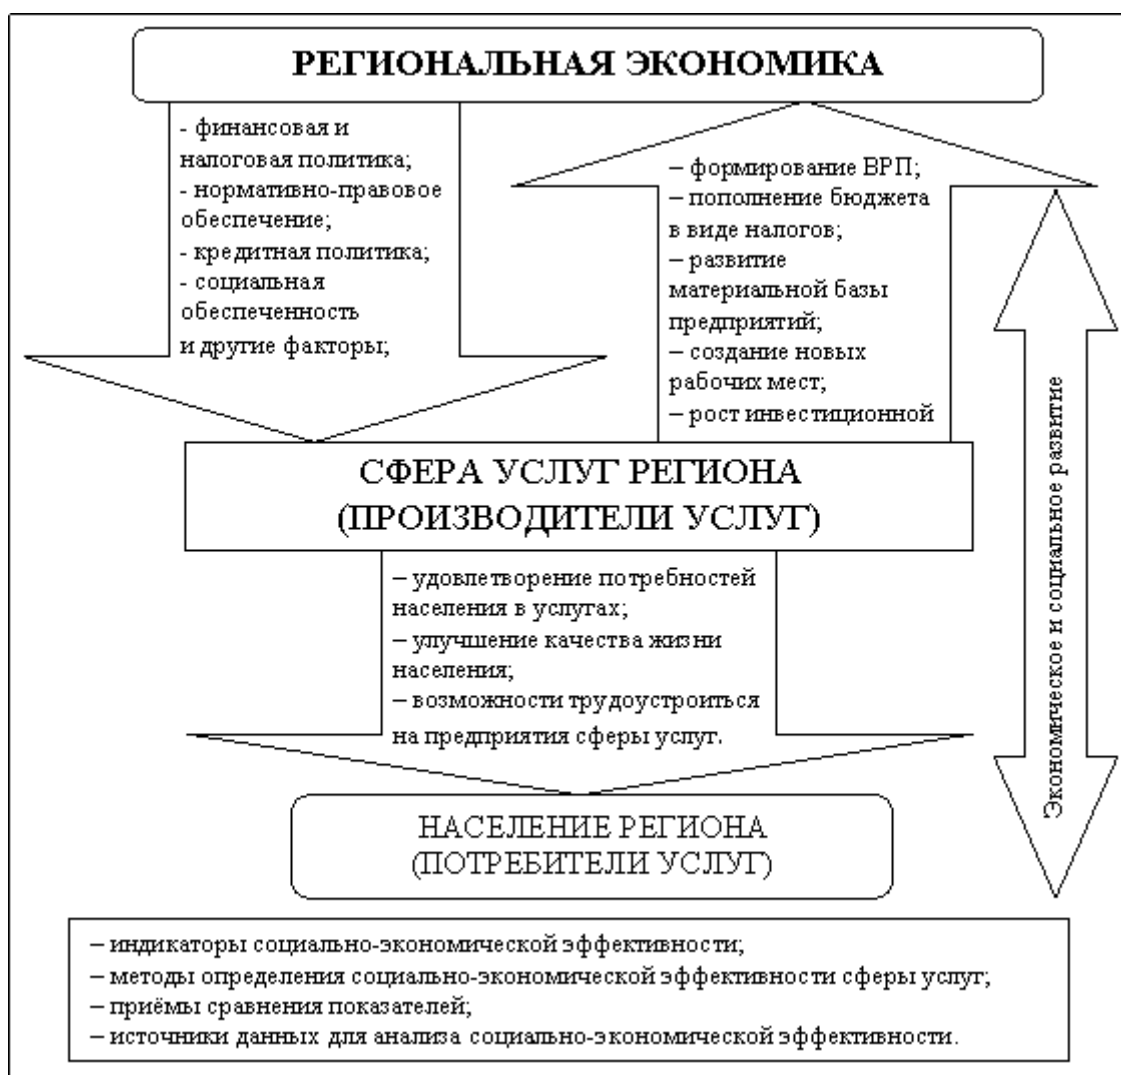 РЕГИОНАЛЬНАЯ ЭКОНОМИКА
- финансовая и
налоговая политика;
- нормативно-правовое
обеспечение;
- кредитная политика;
- социальная
обеспеченность
и другие факторы;
– формирование ВРП;
– пополнение бюджета
в виде налогов;
– развитие
материальной базы
предприятий;
– создание новых
рабочих мест;
– рост инвестиционной
Экономическое и социальное развитие
СФЕРА УСЛУГ РЕГИОНА
(ПРОИЗВОДИТЕЛИ УСЛУГ)
– удовлетворение потребностей
населения в услугах;
– улучшение качества жизни
населения;
– возможности трудоустроиться
на предприятия сферы услуг.
НАСЕЛЕНИЕ РЕГИОНА
(ПОТРЕБИТЕЛИ УСЛУГ)
– индикаторы социально-экономической эффективности;
– методы определения социально-экономической эффективности сферы услуг;
– приёмы сравнения показателей;
– источники данных для анализа социально-экономической эффективности.